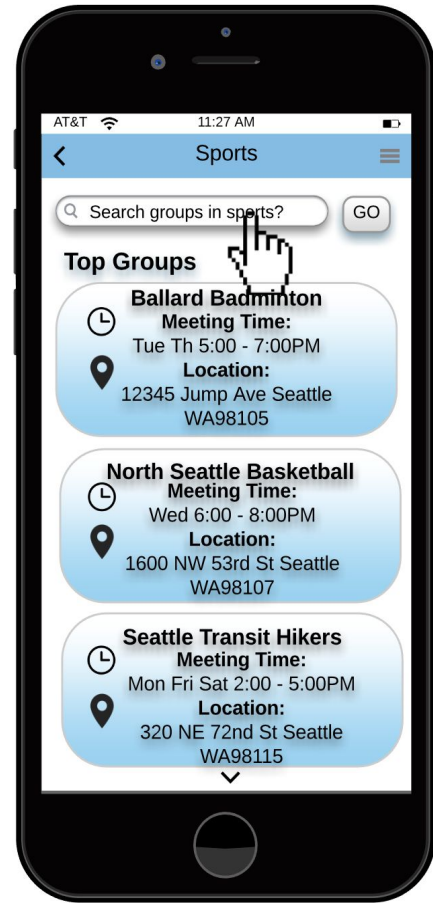 AT&T 11:27 AM
Sports
Search groups in sports? GO
Top Groups
Ballard Badminton
Meeting Time:
Tue Th 5:00 - 7:00PM
Location:
12345 Jump Ave Seattle
WA98105
North Seattle Basketball
Meeting Time:
Wed 6:00 - 8:00PM
Location:
1600 NW 53rd St Seattle
WA98107
Seattle Transit Hikers
Meeting Time:
Mon Fri Sat 2:00 - 5:00PM
Location:
320 NE 72nd St Seattle
WA98115